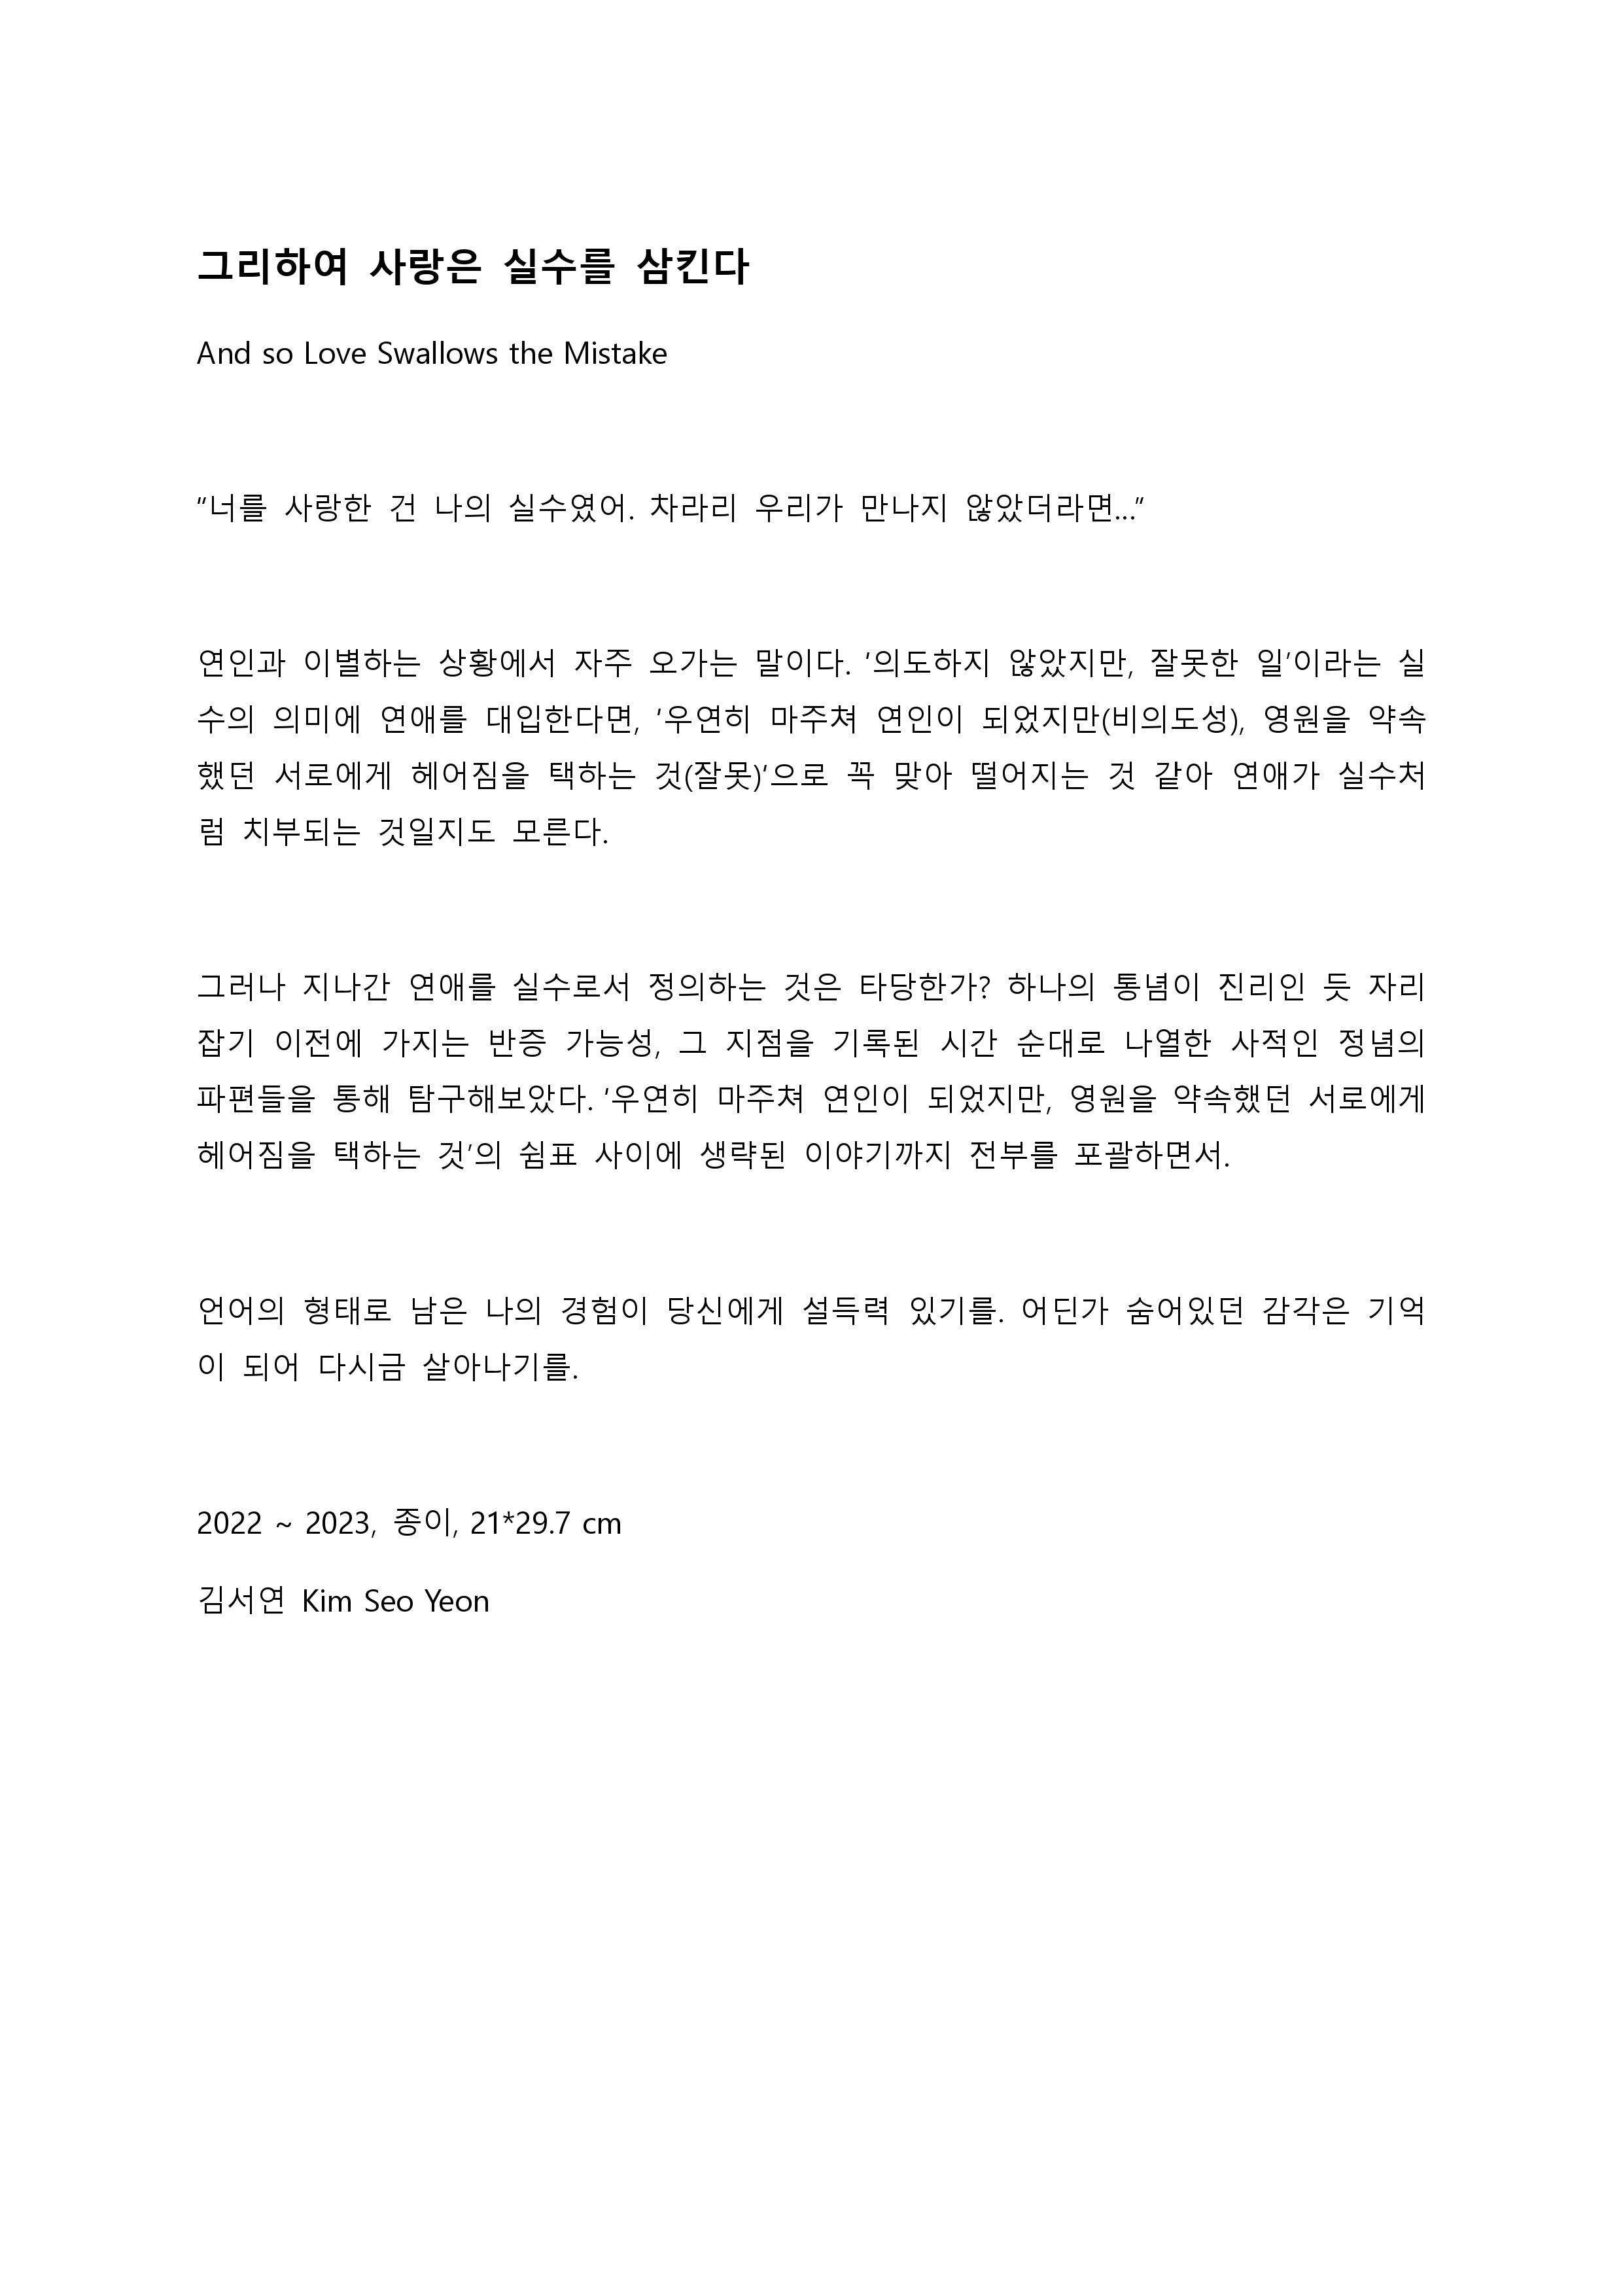 그리하여 사랑은 실수를 삼킨다
And so Love Swallows the Mistake
“너를 사랑한 건 나의 실수였어. 차라리 우리가 만나지 않았더라면...”
연인과 이별하는 상황에서 자주 오가는 말이다. ‘의도하지 않았지만, 잘못한 일’이라는 실
수의 의미에 연애를 대입한다면, ‘우연히 마주쳐 연인이 되었지만(비의도성), 영원을 약속
했던 서로에게 헤어짐을 택하는 것(잘못)’으로 꼭 맞아 떨어지는 것 같아 연애가 실수처
럼 치부되는 것일지도 모른다.
그러나 지나간 연애를 실수로서 정의하는 것은 타당한가? 하나의 통념이 진리인 듯 자리
잡기 이전에 가지는 반증 가능성, 그 지점을 기록된 시간 순대로 나열한 사적인 정념의
파편들을 통해 탐구해보았다. ‘우연히 마주쳐 연인이 되었지만, 영원을 약속했던 서로에게
헤어짐을 택하는 것’의 쉼표 사이에 생략된 이야기까지 전부를 포괄하면서.
언어의 형태로 남은 나의 경험이 당신에게 설득력 있기를. 어딘가 숨어있던 감각은 기억
이 되어 다시금 살아나기를.
2022 ~ 2023, 종이, 21*29.7 cm
김서연 Kim Seo Yeon